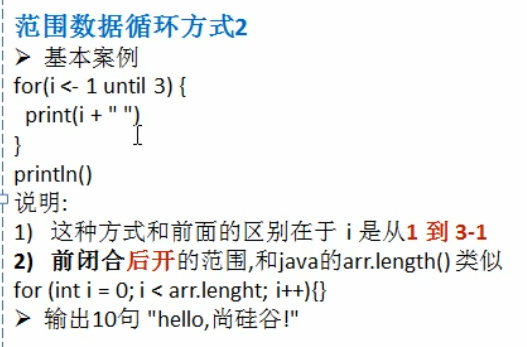 范围数据循环方式2
➢ 基本案例
for(i <- 1 until 3) {
  print(i + " ")
}
println()
说明:
1) 这种方式和前面的区别在于 i 是从1 到 3-1
2) 前闭合后开的范围,和java的arr.length() 类似
for (int i = 0; i < arr.lenght; i++){}
➢ 输出10句 "hello,尚硅谷!"